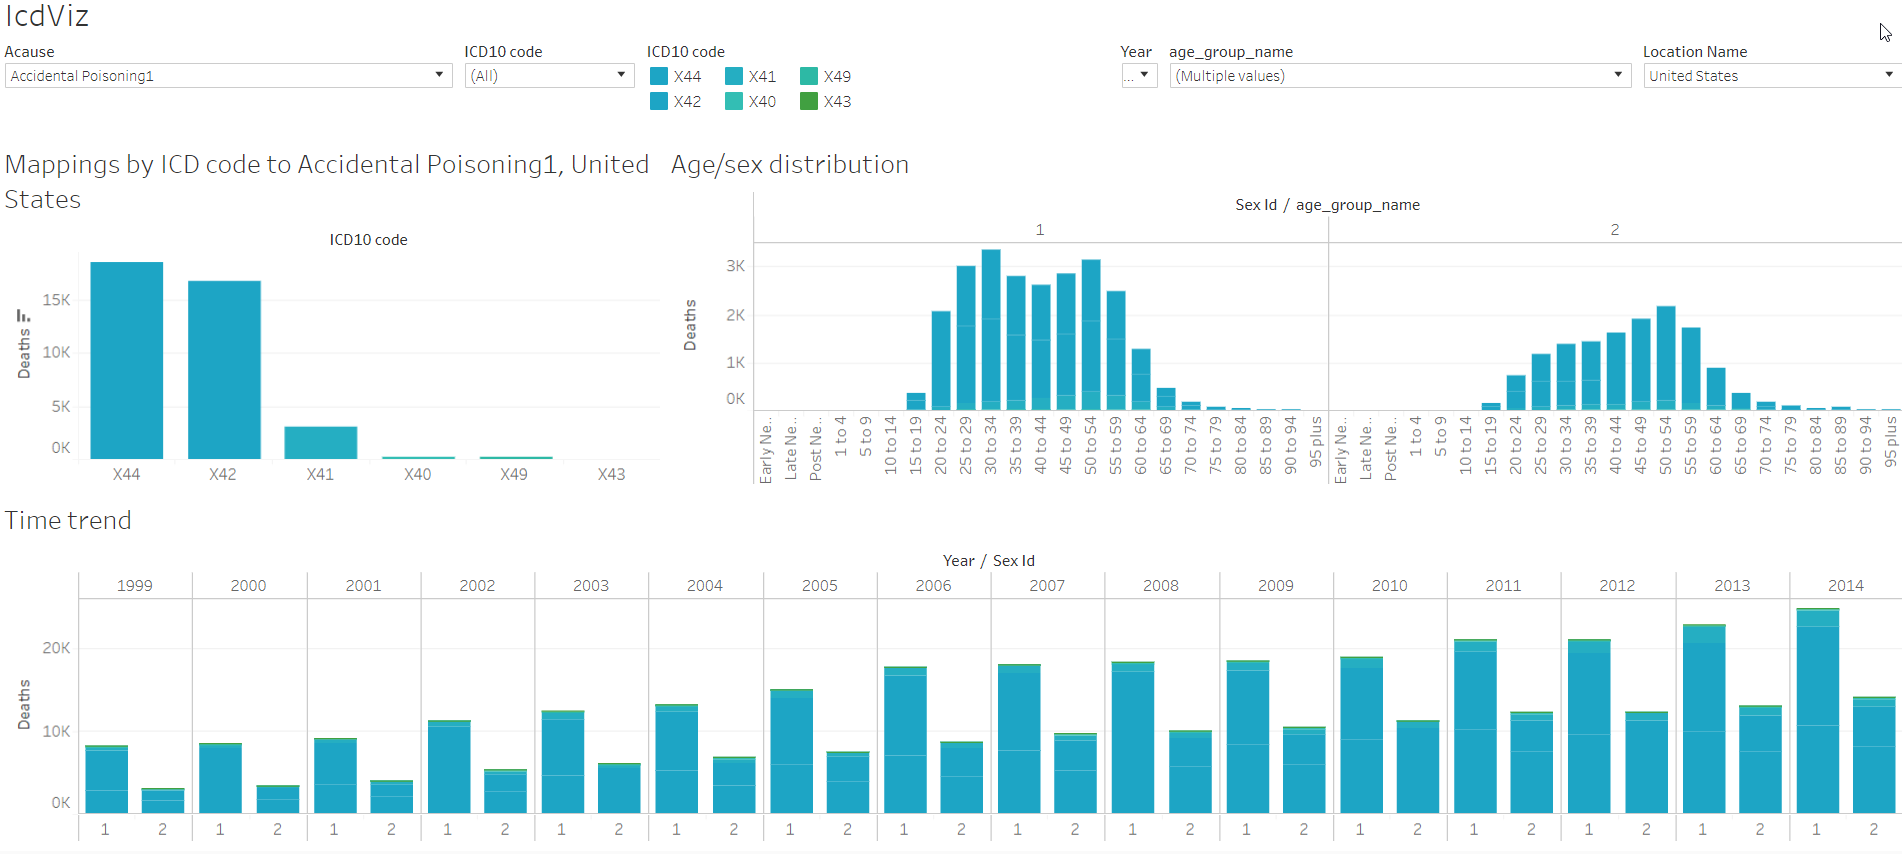 IcdViz
Acause
ICD10 code
ICD10 code
Year
age_group_name
Location Name
Accidental Poisoning1
(All)
X44 X41 X49
X42 X40 X43
...
(Multiple values)
United States
Mappings by ICD code to Accidental Poisoning1, United
States
ICD10 code
Deaths
15K
10K
5K
0K
X44 X42 X41 X40 X49 X43
Age/sex distribution
Sex Id / age_group_name
1 2
Deaths
3K
2K
1K
0K
Early Ne.. Late Ne.. Post Ne.. 1 to 4 5 to 9 10 to 14 15 to 19 20 to 24 25 to 29 30 to 34 35 to 39 40 to 44 45 to 49 50 to 54 55 to 59 60 to 64 65 to 69 70 to 74 75 to 79 80 to 84 85 to 89 90 to 94 95 plus
Early Ne.. Late Ne.. Post Ne.. 1 to 4 5 to 9 10 to 14 15 to 19 20 to 24 25 to 29 30 to 34 35 to 39 40 to 44 45 to 49 50 to 54 55 to 59 60 to 64 65 to 69 70 to 74 75 to 79 80 to 84 85 to 89 90 to 94 95 plus
Time trend
Year / Sex Id
1999 2000 2001 2002 2003 2004 2005 2006 2007 2008 2009 2010 2011 2012 2013 2014
Deaths
20K
10K
0K
1 2 1 2 1 2 1 2 1 2 1 2 1 2 1 2 1 2 1 2 1 2 1 2 1 2 1 2 1 2 1 2